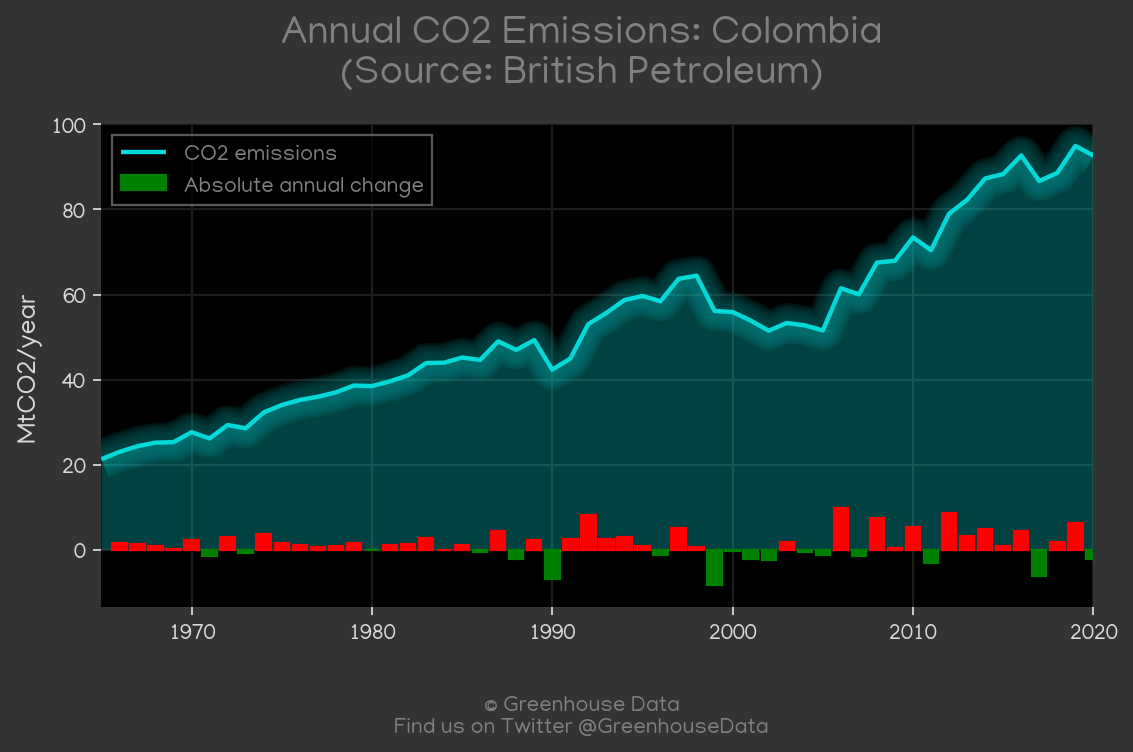 Annual CO2 Emissions: Colombia
(Source: British Petroleum)
CO2 emissions
Absolute annual change
MtCO2/year
100
80
60
40
20
0
1970
1980
1990
2000
2010
2020
© Greenhouse Data
Find us on Twitter @GreenhouseData